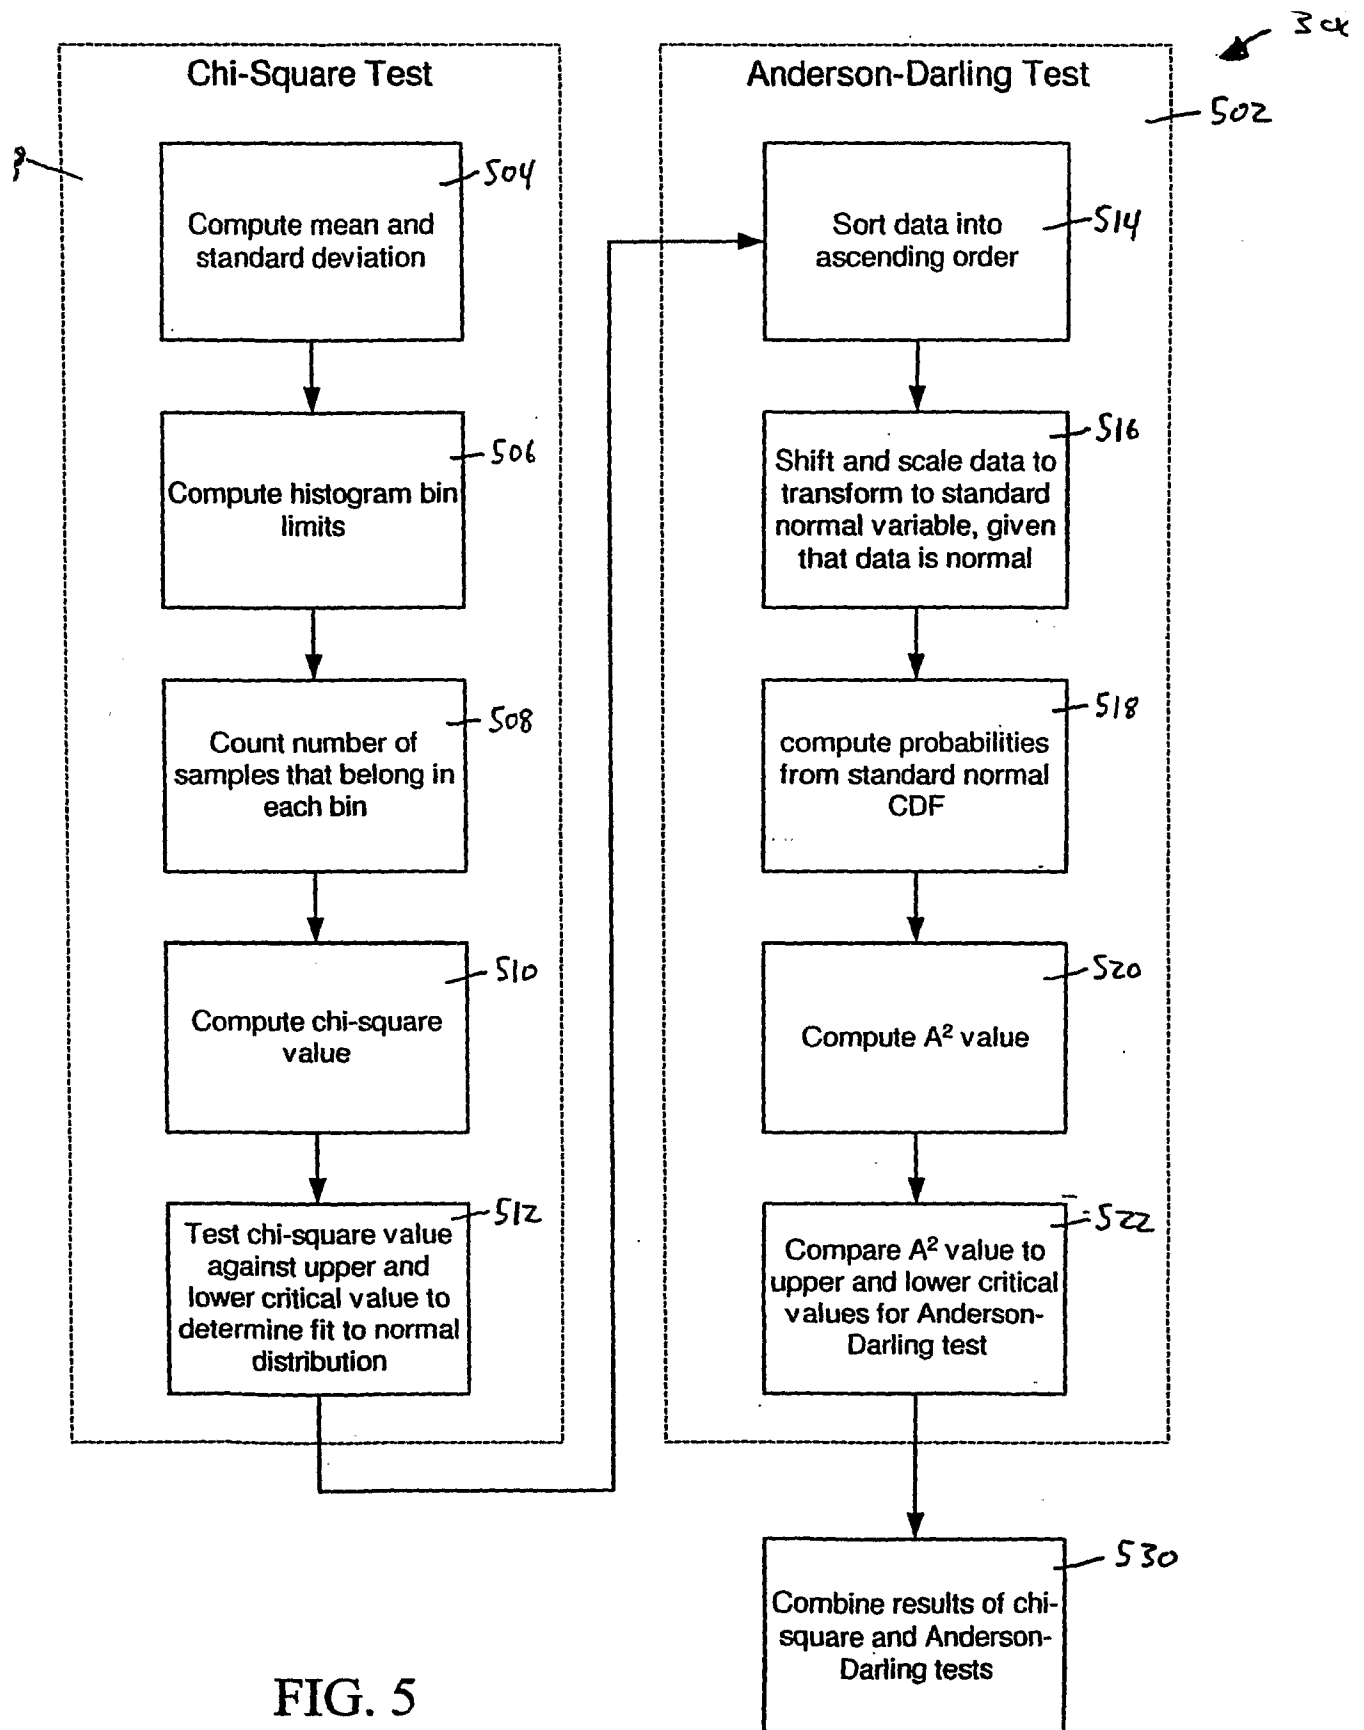 Chi-Square Test
504
Compute mean and
standard deviation
506
Compute histogram bin
limits
508
Count number of
samples that belong in
each bin
510
Compute chi-square
value
512
Test chi-square value
against upper and
lower critical value to
determine fit to normal
distribution
Anderson-Darling Test
502
514
Sort data into
ascending order
516
Shift and scale data to
transform to standard
normal variable, given
that data is normal
518
compute probabilities
from standard normal
CDF
520
Compute A² value
522
Compare A² value to
upper and lower critical
values for Anderson-
Darling test
530
Combine results of chi-
square and Anderson-
Darling tests
FIG. 5